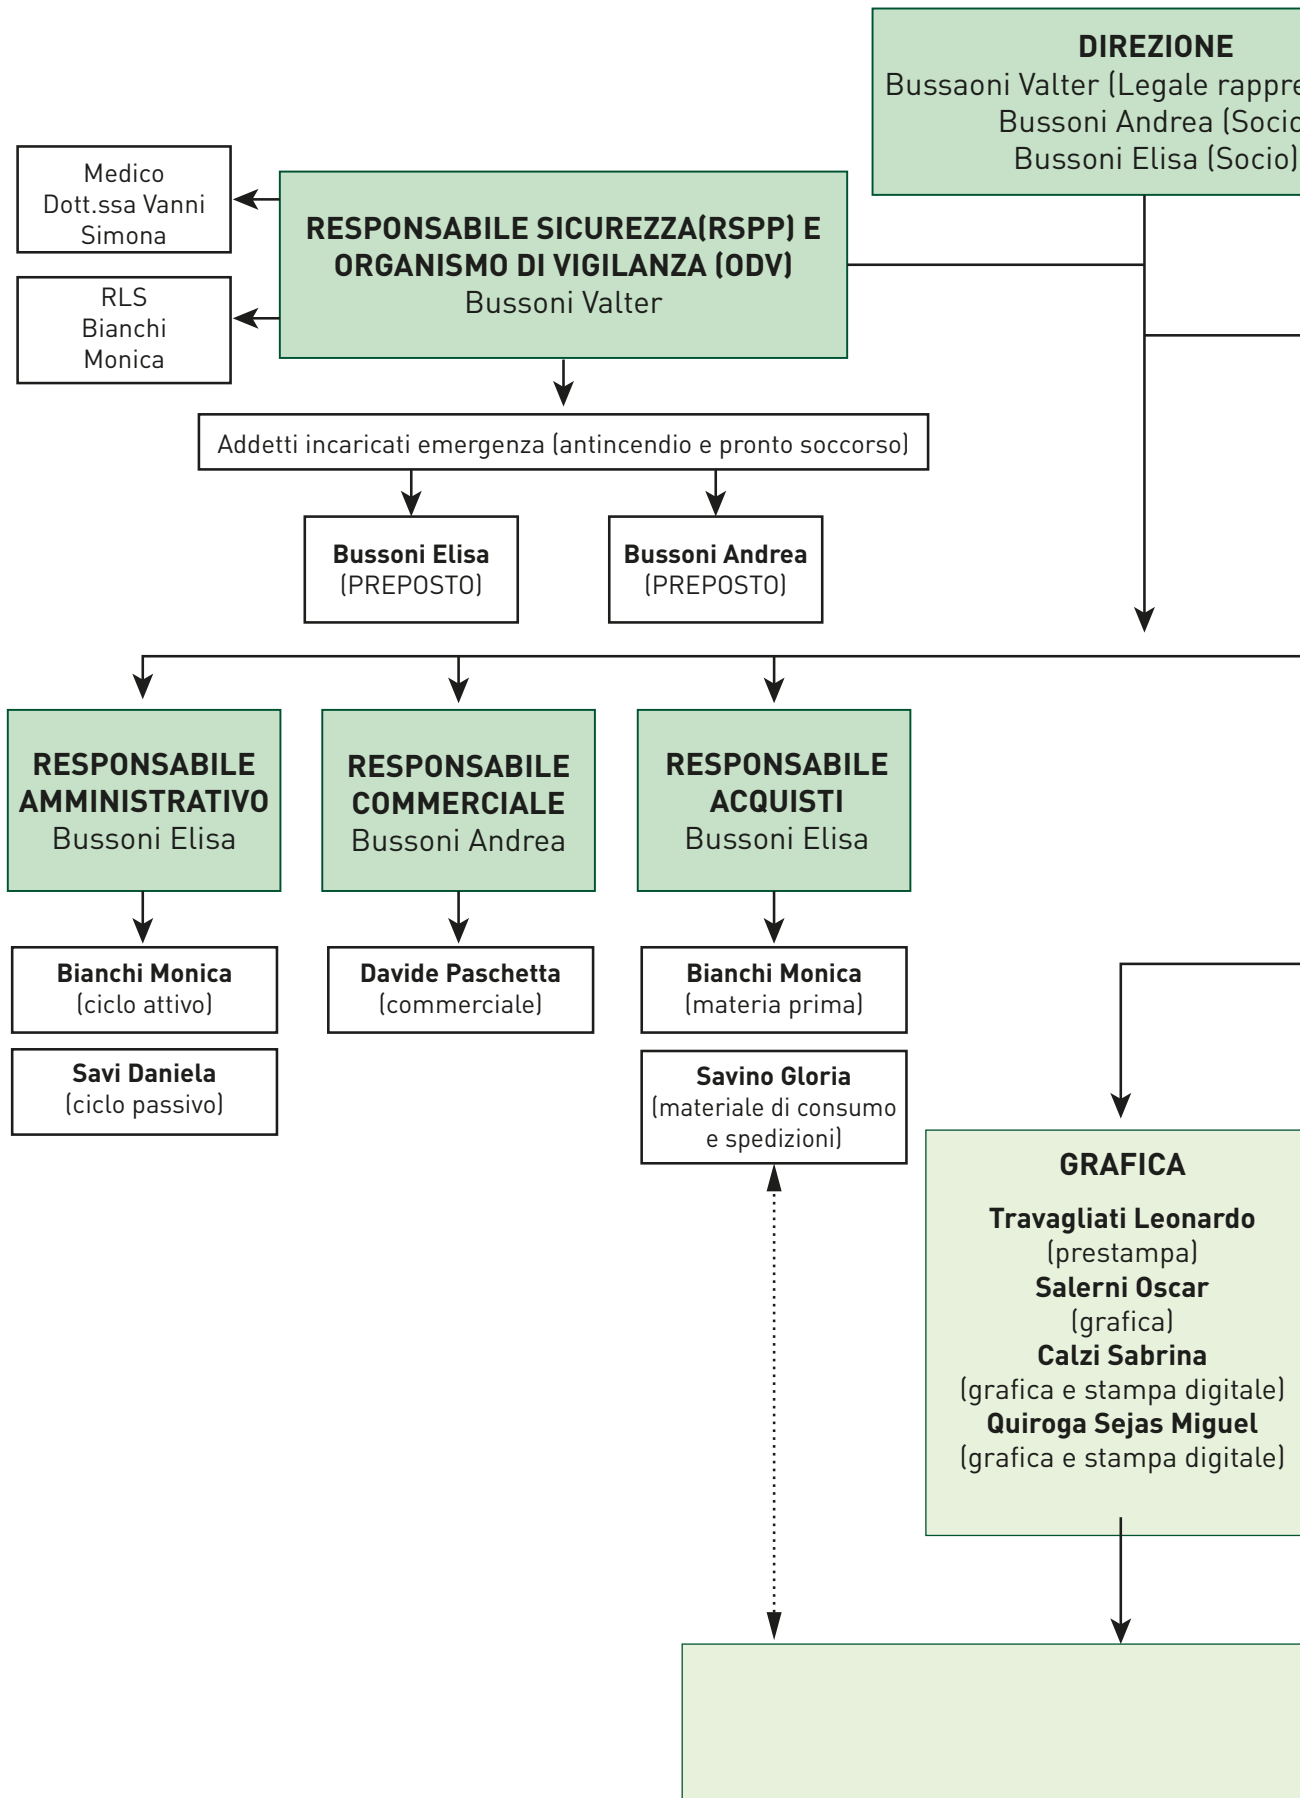 DIREZIONE
Bussaoni Valter (Legale rappre
Bussoni Andrea (Socio
Bussoni Elisa (Socio)
Medico
Dott.ssa Vanni
Simona
RESPONSABILE SICUREZZA(RSPP) E
ORGANISMO DI VIGILANZA (ODV)
Bussoni Valter
RLS
Bianchi
Monica
Addetti incaricati emergenza (antincendio e pronto soccorso)
Bussoni Elisa
(PREPOSTO)
Bussoni Andrea
(PREPOSTO)
RESPONSABILE
AMMINISTRATIVO
Bussoni Elisa
RESPONSABILE
COMMERCIALE
Bussoni Andrea
RESPONSABILE
ACQUISTI
Bussoni Elisa
Bianchi Monica
(ciclo attivo)
Savi Daniela
(ciclo passivo)
Davide Paschetta
(commerciale)
Bianchi Monica
(materia prima)
Savino Gloria
(materiale di consumo
e spedizioni)
GRAFICA
Travagliati Leonardo
(prestampa)
Salerni Oscar
(grafica)
Calzi Sabrina
(grafica e stampa digitale)
Quiroga Sejas Miguel
(grafica e stampa digitale)